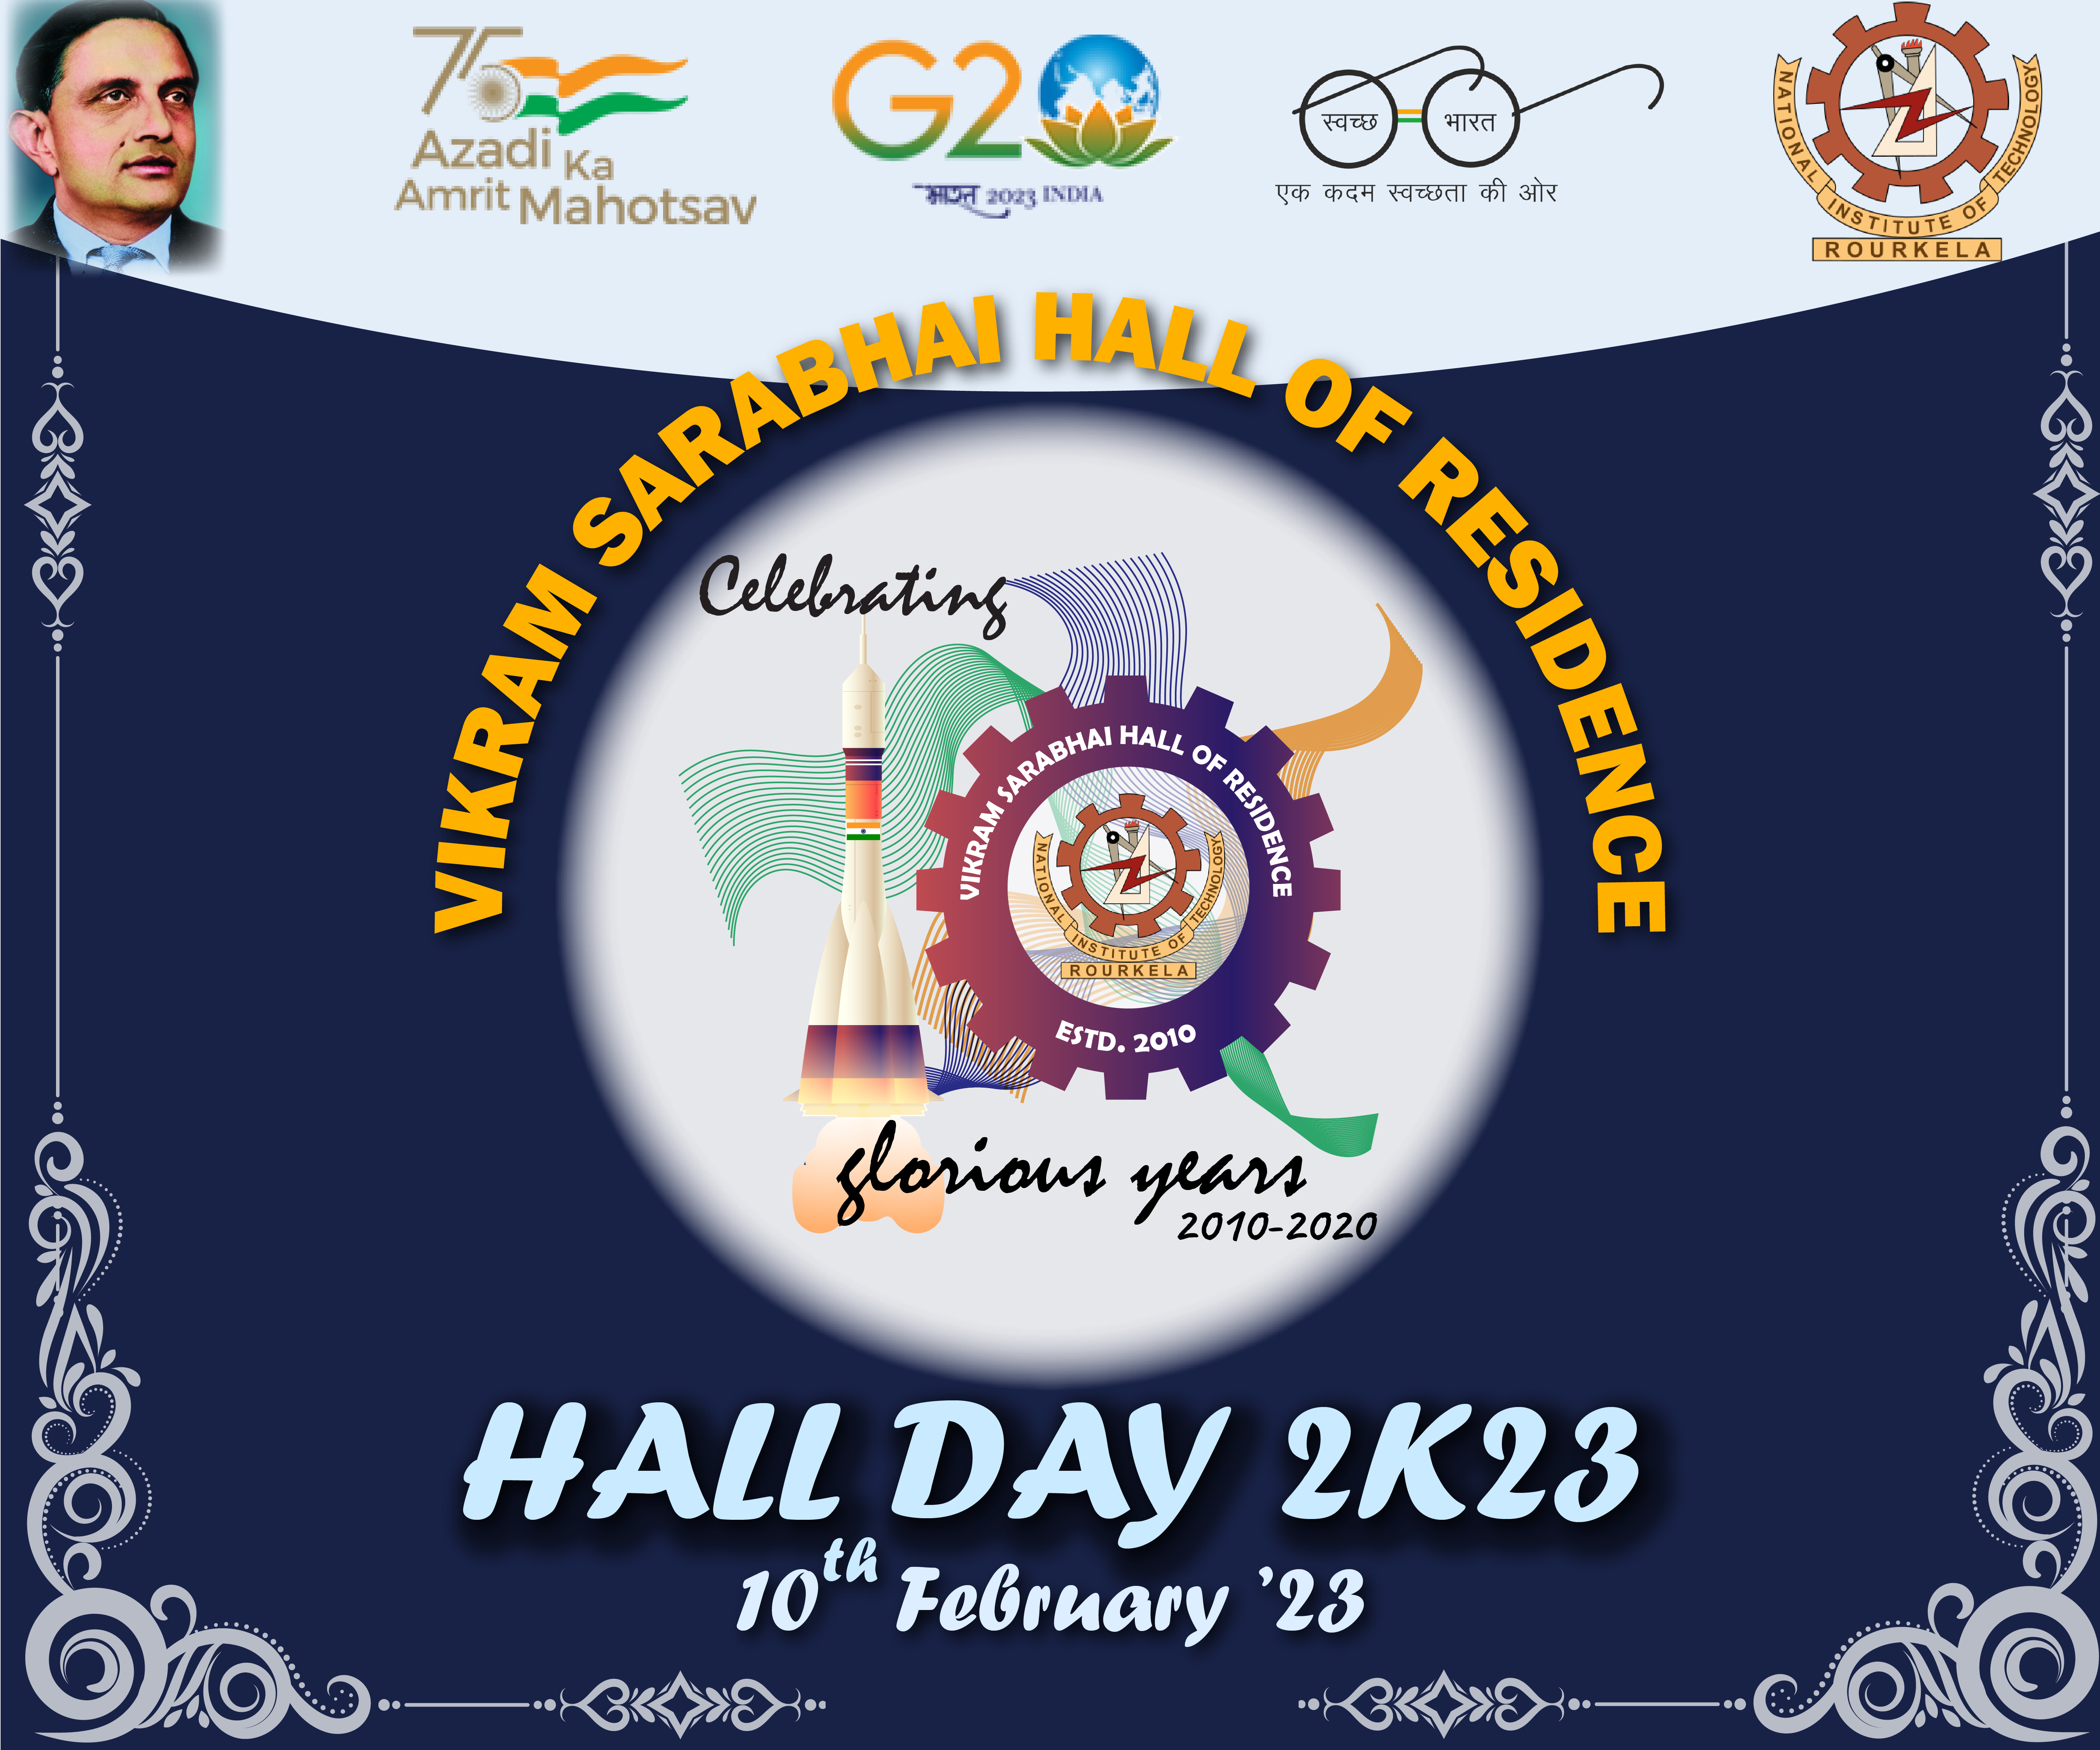 75
Azadi Ka
Amrit Mahotsav
G20
भारत 2023 INDIA
स्वच्छ भारत
एक कदम स्वच्छता की ओर
NATIONAL INSTITUTE OF TECHNOLOGY
ROURKELA
VIKRAM SARABHAI HALL OF RESIDENCE
Celebrating
VIKRAM SARABHAI HALL OF RESIDENCE
NATIONAL INSTITUTE OF TECHNOLOGY
ROURKELA
ESTD. 2010
glorious years
2010-2020
HALL DAY 2K23
10th February '23